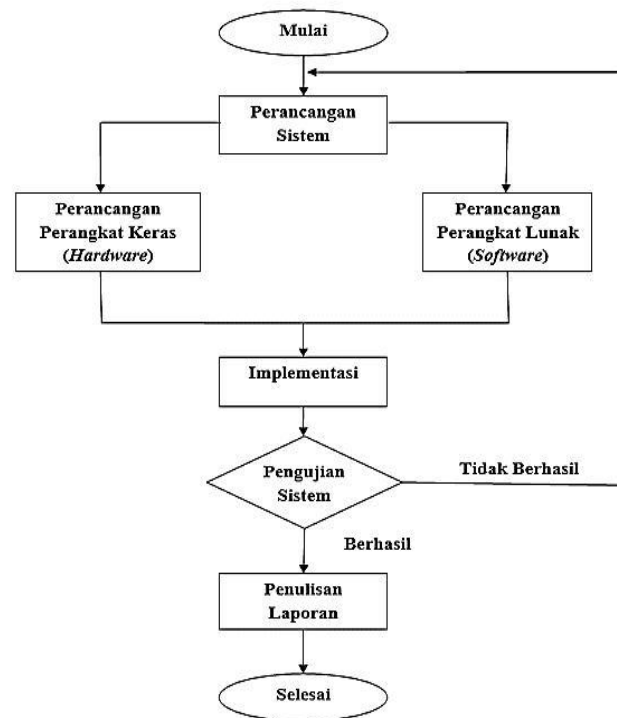 Mulai
Perancangan
Sistem
Perancangan
Perangkat Keras
(Hardware)
Perancangan
Perangkat Lunak
(Software)
Implementasi
Pengujian
Sistem
Tidak Berhasil
Berhasil
Penulisan
Laporan
Selesai